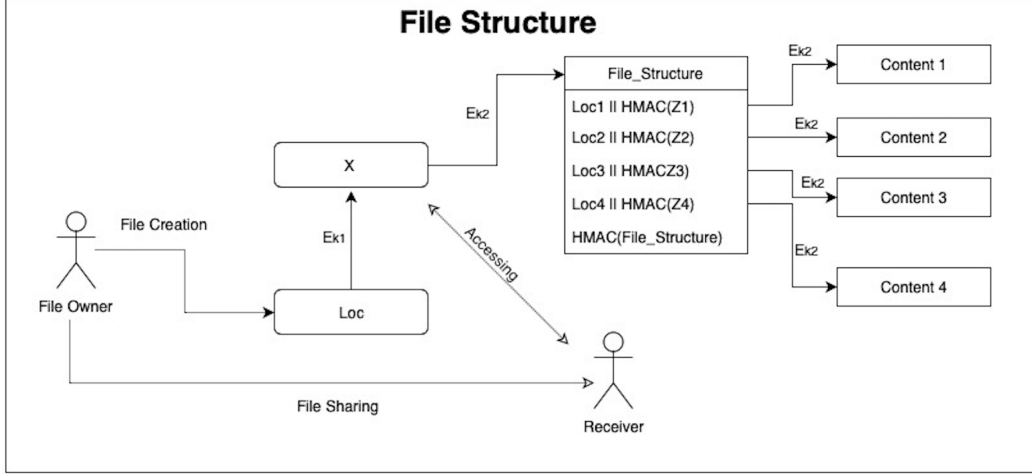 File Structure
Ek2
File_Structure
Content 1
Loc1 || HMAC(Z1)
Ek2
Loc2 || HMAC(Z2)
Ek2
Content 2
X
Loc3 || HMACZ3)
Ek2
Content 3
Loc4 || HMAC(Z4)
File Creation
Ek1
Accessing
HMAC(File_Structure)
Ek2
File Owner
Loc
Content 4
File Sharing
Receiver